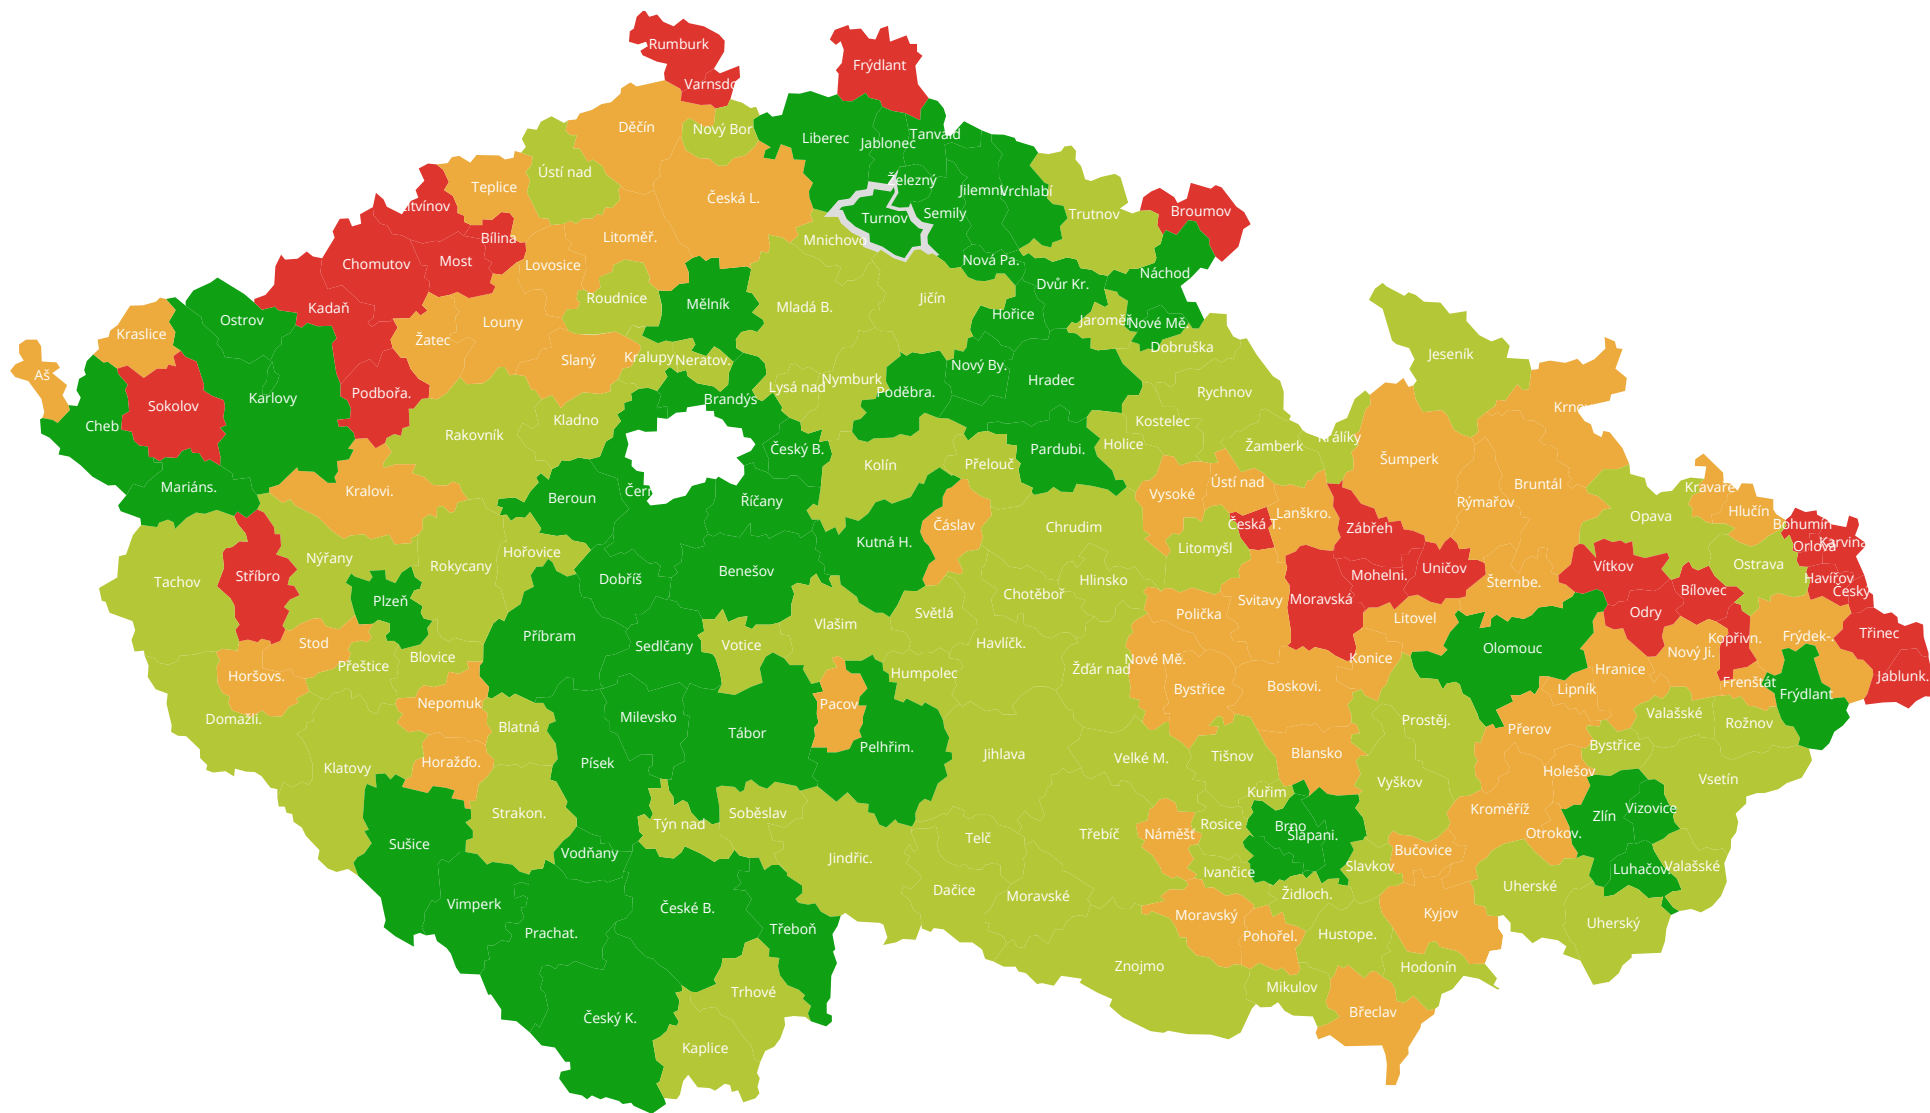 Rumburk
Frýdlant
Varnsdo
Děčín
Nový Bor
Liberec
Tanvald
Jablonec
Ústí nad
Teplice
Železný
Jilemni
Vrchlabí
Česká L.
Turnov
Semily
Trutnov
Broumov
Litvínov
Bílina
Litoměř.
Mnichovo
Most
Chomutov
Lovosice
Nová Pa.
Náchod
Kadaň
Roudnice
Mělník
Mladá B.
Jičín
Dvůr Kr.
Hořice
Jaroměř
Nové Mě.
Ostrov
Kraslice
Žatec
Louny
Slaný
Kralupy
Neratov.
Dobruška
Jeseník
Aš
Sokolov
Karlovy
Podbořa.
Lysá nad
Nymburk
Poděbra.
Nový By.
Hradec
Rychnov
Krnov
Cheb
Rakovník
Kladno
Brandýs
Český B.
Kolín
Přelouč
Pardubi.
Holice
Kostelec
Žamberk
Králíky
Šumperk
Mariáns.
Kralovi.
Beroun
Čern
Říčany
Čáslav
Chrudim
Vysoké
Ústí nad
Lanškro.
Rýmařov
Bruntál
Kravaře
Hlučín
Opava
Bohumín
Česká T.
Zábřeh
Orlová
Karviná
Nýřany
Stříbro
Tachov
Rokycany
Hořovice
Dobříš
Benešov
Kutná H.
Litomyšl
Mohelni.
Uničov
Šternbe.
Vítkov
Ostrava
Havířov
Český
Plzeň
Chotěboř
Hlinsko
Svitavy
Moravská
Polička
Litovel
Odry
Bílovec
Příbram
Sedlčany
Votice
Vlašim
Světlá
Havlíčk.
Stod
Přeštice
Blovice
Horšovs.
Humpolec
Žďár nad
Nové Mě.
Bystřice
Boskovi.
Konice
Olomouc
Hranice
Lipník
Nový Ji.
Kopřivn.
Frýdek-.
Třinec
Jablunk.
Frenštát
Frýdlant
Domažli.
Nepomuk
Blatná
Milevsko
Tábor
Pacov
Pelhřim.
Jihlava
Velké M.
Tišnov
Blansko
Prostěj.
Přerov
Bystřice
Valašské
Rožnov
Klatovy
Horažďo.
Písek
Strakon.
Týn nad
Soběslav
Kuřim
Vyškov
Holešov
Vsetín
Sušice
Vodňany
Jindřic.
Telč
Třebíč
Náměšť
Rosice
Brno
Šlapani.
Kroměříž
Otrokov.
Zlín
Vizovice
Bučovice
Slavkov
Ivančice
Luhačov.
Valašské
Vimperk
Prachat.
České B.
Třeboň
Dačice
Moravské
Židloch.
Uherské
Moravský
Pohořel.
Hustope.
Kyjov
Uherský
Hodonín
Znojmo
Mikulov
Břeclav
Trhové
Český K.
Kaplice